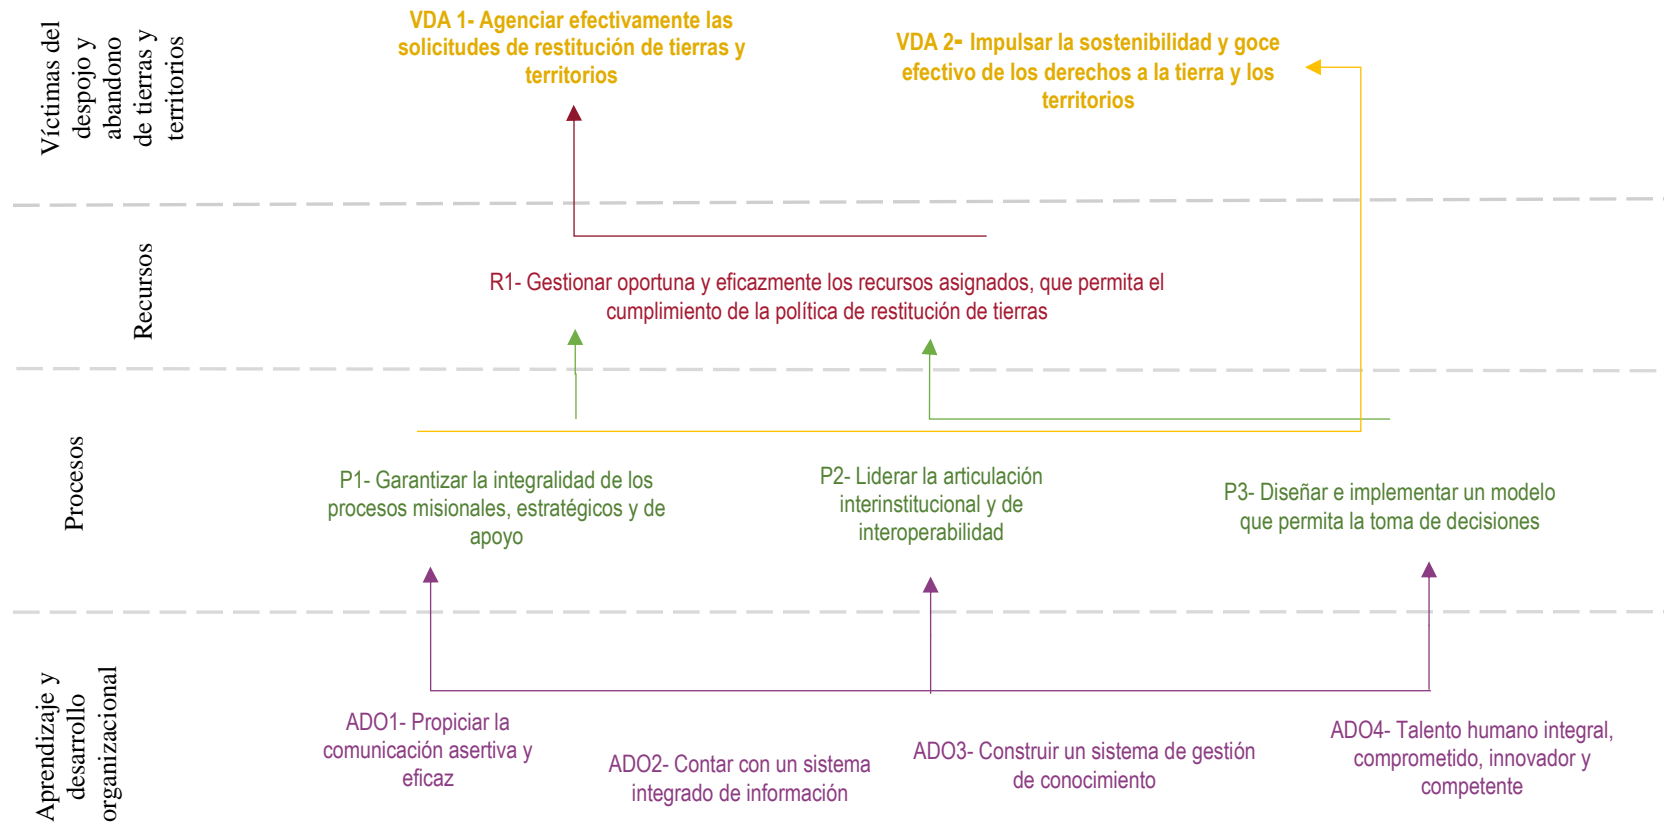 Víctimas del
despojo y
abandono
de tierras y
territorios
VDA 1- Agenciar efectivamente las
solicitudes de restitución de tierras y
territorios
VDA 2- Impulsar la sostenibilidad y goce
efectivo de los derechos a la tierra y los
territorios
Recursos
R1- Gestionar oportuna y eficazmente los recursos asignados, que permita el
cumplimiento de la política de restitución de tierras
Procesos
P1- Garantizar la integralidad de los
procesos misionales, estratégicos y de
apoyo
P2- Liderar la articulación
interinstitucional y de
interoperabilidad
P3- Diseñar e implementar un modelo
que permita la toma de decisiones
Aprendizaje y
desarrollo
organizacional
ADO1- Propiciar la
comunicación asertiva y
eficaz
ADO2- Contar con un sistema
integrado de información
ADO3- Construir un sistema de gestión
de conocimiento
ADO4- Talento humano integral,
comprometido, innovador y
competente